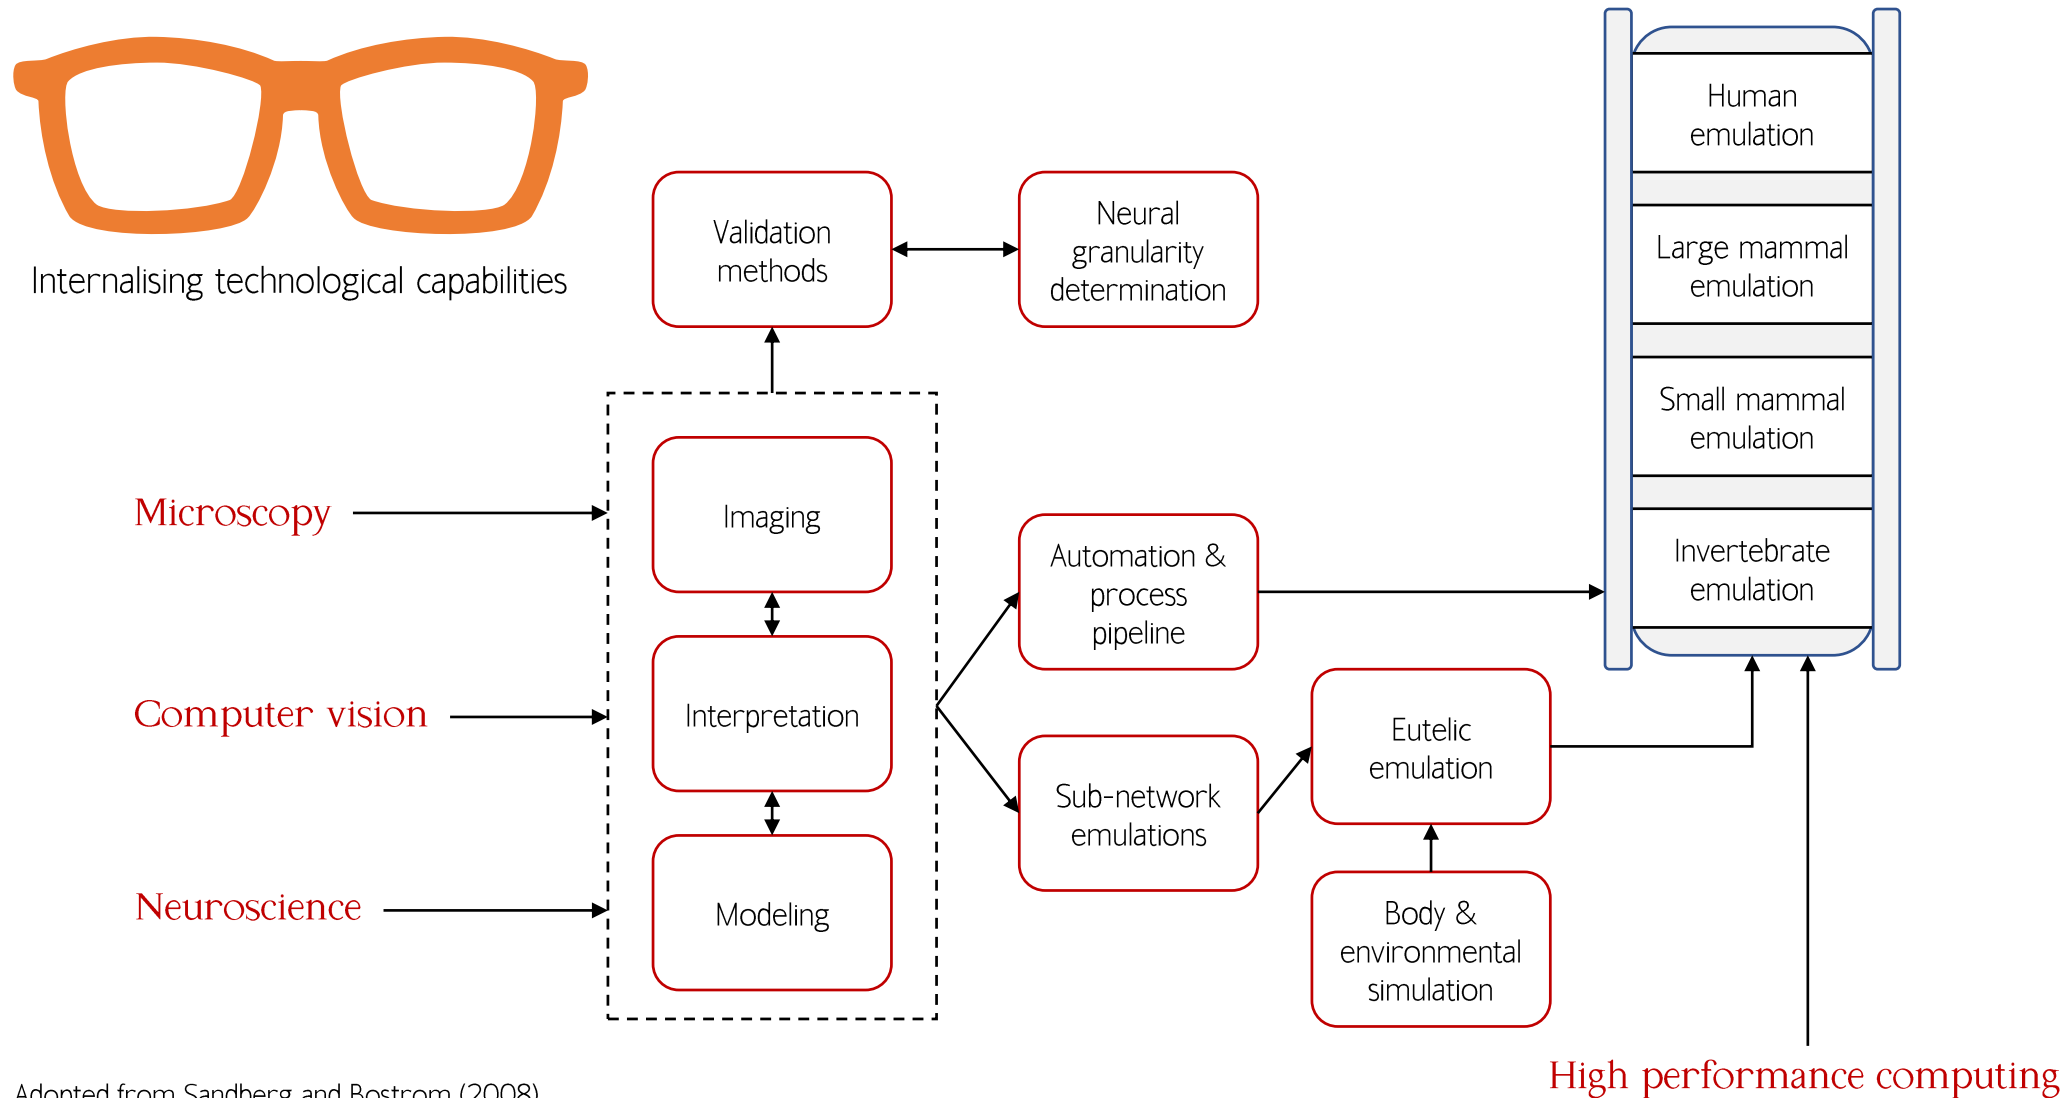 Internalising technological capabilities
Validation
methods
Neural
granularity
determination
Human
emulation
Large mammal
emulation
Small mammal
emulation
Invertebrate
emulation
Microscopy
Computer vision
Neuroscience
Imaging
Interpretation
Modeling
Automation &
process
pipeline
Sub-network
emulations
Eutelic
emulation
Body &
environmental
simulation
High performance computing
Adopted from Sandberg and Bostrom (2008)